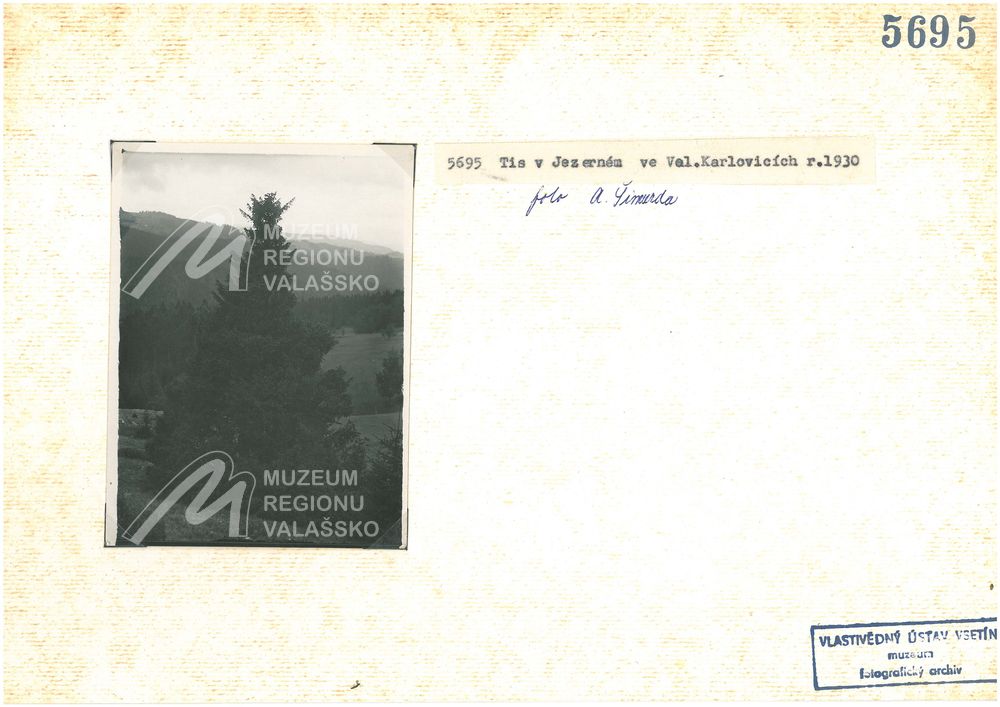 5695
5695 Tis v Jezerném ve Val.Karlovicích r.1930
foto A. Šimurda
MUZEUM
REGIONU
VALAŠSKO
MUZEUM
REGIONU
VALAŠSKO
VLASTIVĚDNÝ ÚSTAV VSETÍN
muzeum
fotografický archiv